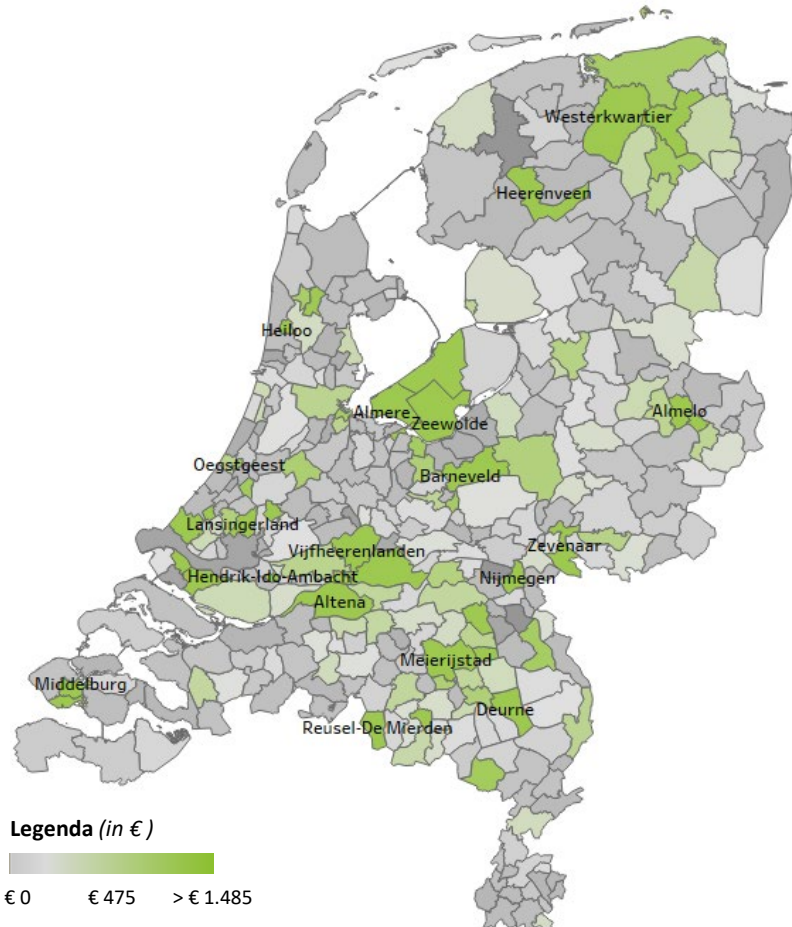 Westerkwartier
Heerenveen
Heiloo
Almere
Zeewolde
Almelo
Oegstgeest
Barneveld
Lansingerland
Vijfheerenlanden
Zevenaar
Hendrik-Ido-Ambacht
Nijmegen
Altena
Meierijstad
Middelburg
Deurne
Reusel-De Mierden
Legenda (in € )
€ 0 € 475 > € 1.485